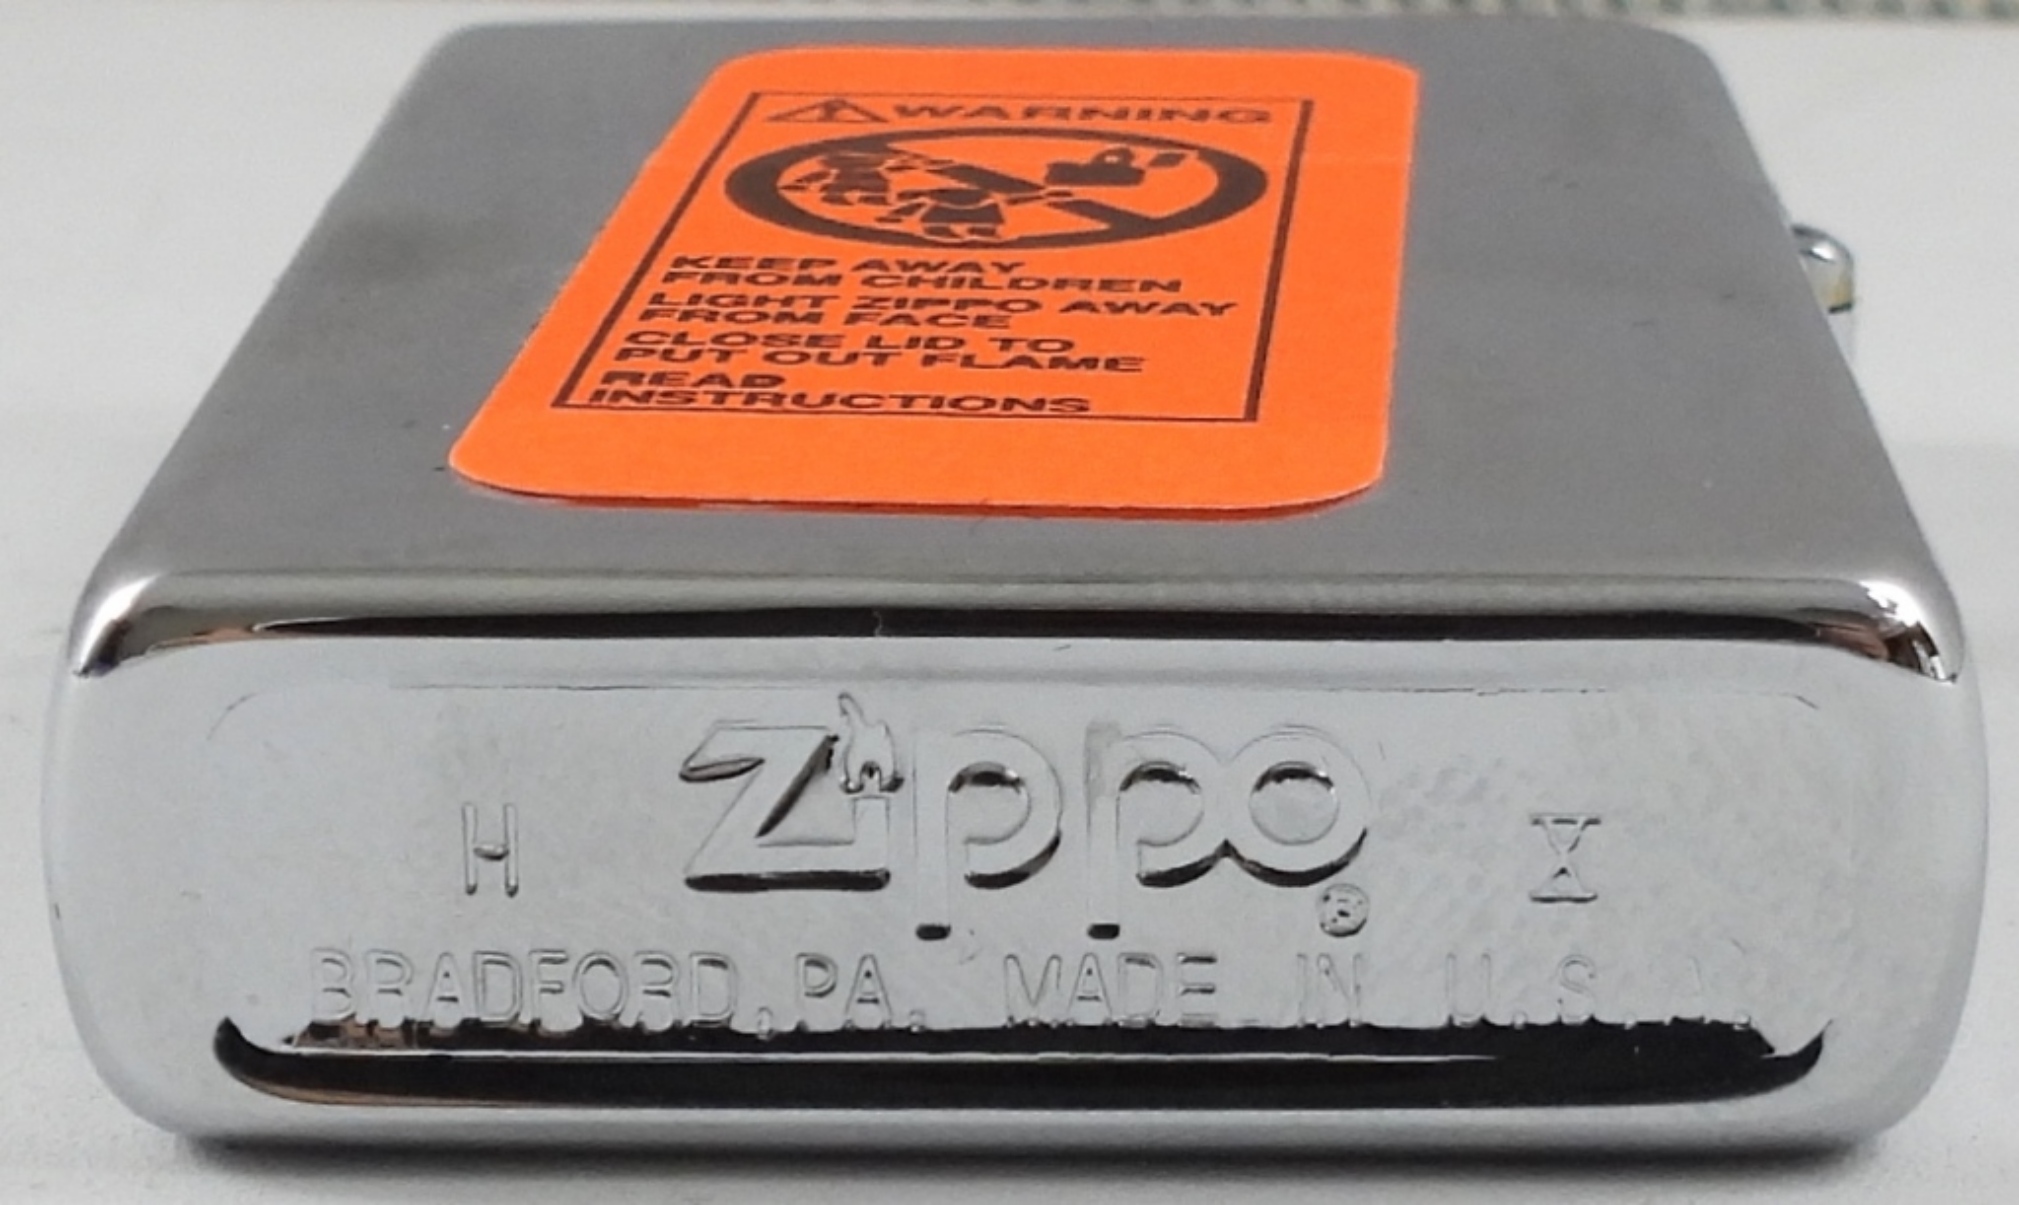 WARNING
KEEP AWAY
FROM CHILDREN
LIGHT ZIPPO AWAY
FROM FACE
CLOSE LID TO
PUT OUT FLAME
READ
INSTRUCTIONS
H Zippo ® X
BRADFORD, PA. MADE IN U.S.A.